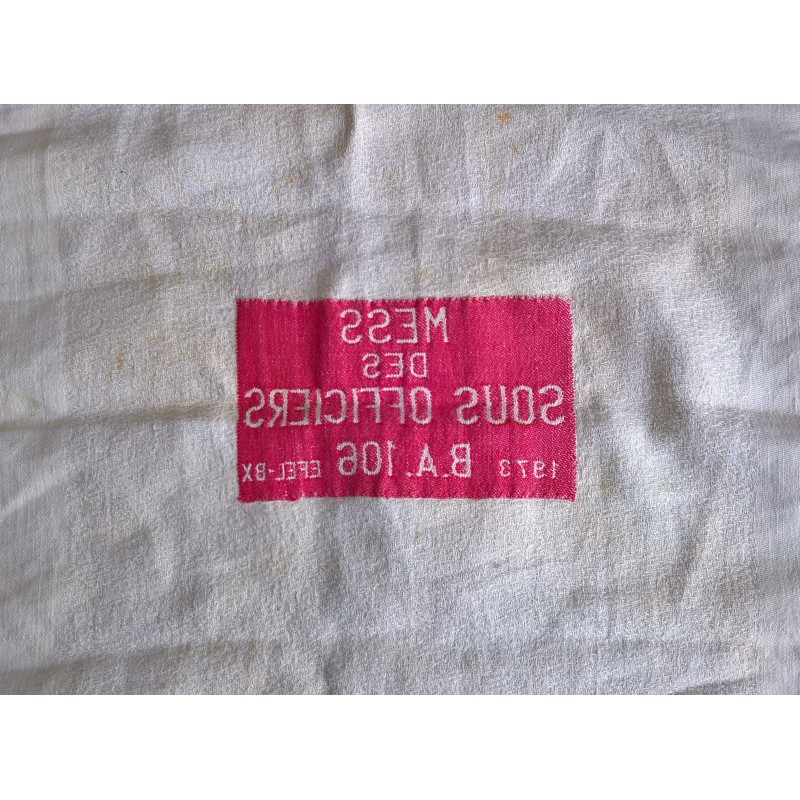 MESS
DES
SOUS OFFICIERS
1973 B.A.106 EFEL-BX